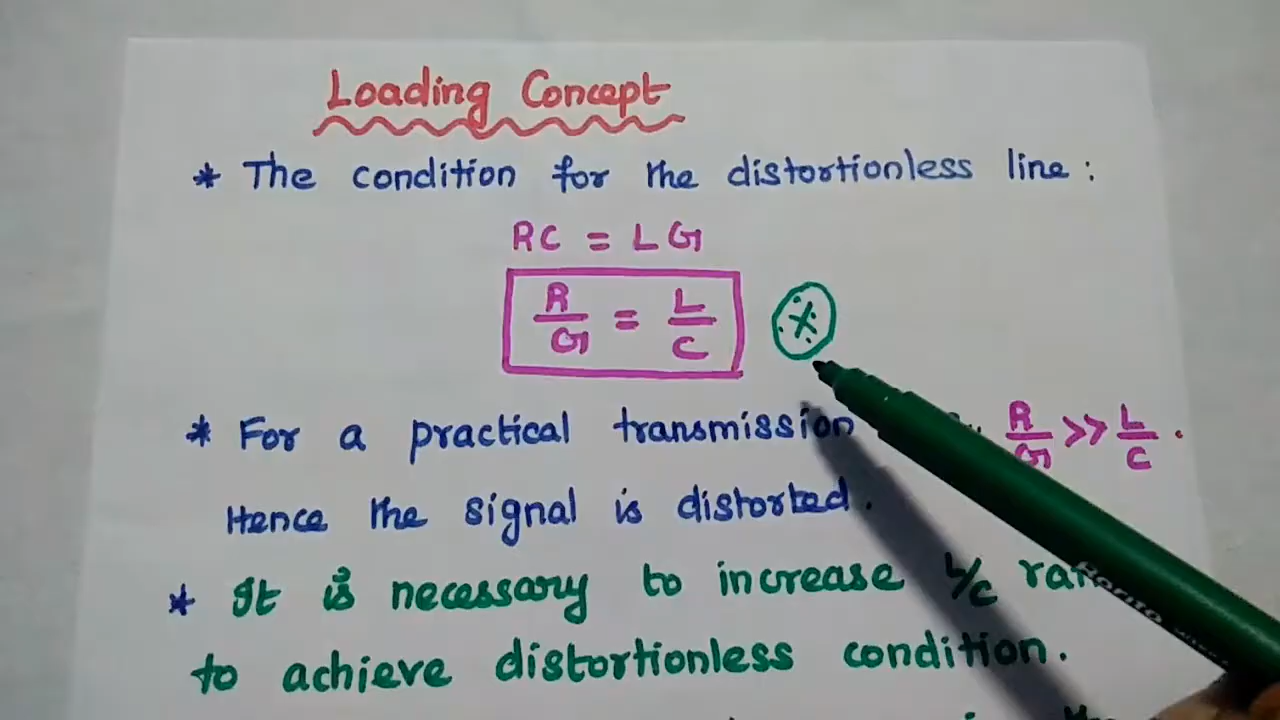 Loading Concept
* The condition for the distortionless line :
RC = LG
R/G = L/C
* For a practical transmission R/G >> L/C .
Hence the signal is distorted.
* It is necessary to increase L/C
to achieve distortionless condition.